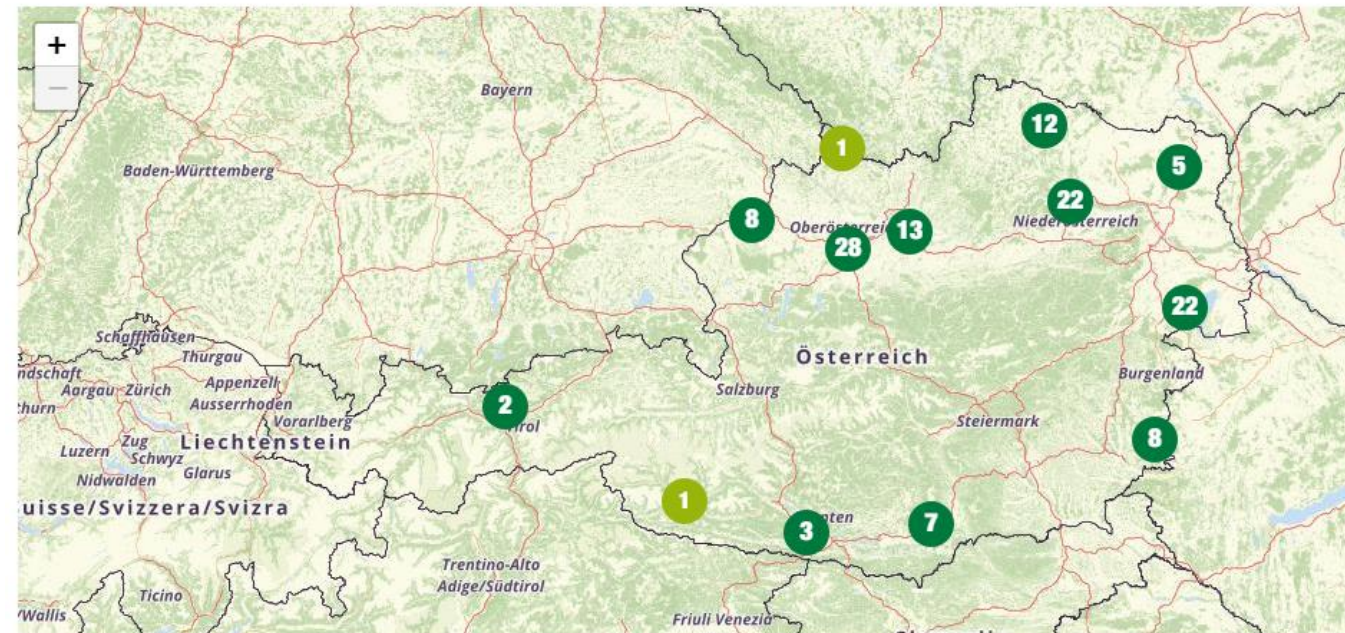 +
−
Bayern
12
1
Baden-Württemberg
5
22
8
Oberösterrei
13
Niederösterreich
28
22
Schaffhausen
Thurgau
Österreich
Burgenland
ndschaft
Aargau
Zürich
Appenzell
Ausserrhoden
Salzburg
thurn
Vorarlberg
2
Tirol
Steiermark
Luzern
Zug
Schwyz
Liechtenstein
8
Nidwalden
Glarus
uisse/Svizzera/Svizra
1
3
nten
7
Trentino-Alto
Adige/Südtirol
Ticino
/Wallis
Friuli Venezia